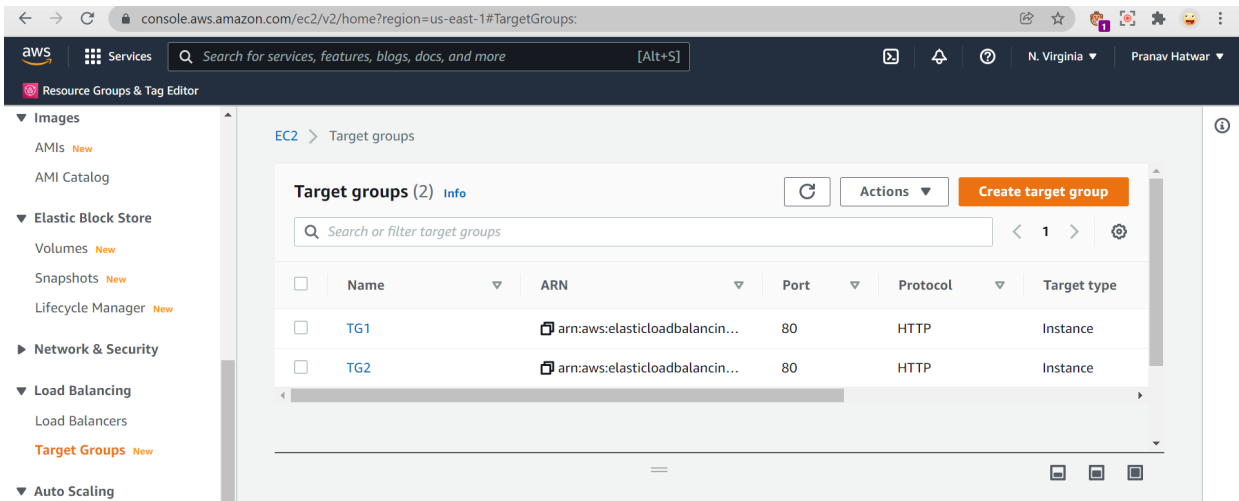 console.aws.amazon.com/ec2/v2/home?region=us-east-1#TargetGroups:
1
aws Services Search for services, features, blogs, docs, and more [Alt+S] N. Virginia ▼ Pranav Hatwar ▼
Resource Groups & Tag Editor
▼ Images
AMIs New
AMI Catalog
▼ Elastic Block Store
Volumes New
Snapshots New
Lifecycle Manager New
▶ Network & Security
▼ Load Balancing
Load Balancers
Target Groups New
▼ Auto Scaling
EC2 > Target groups
Target groups (2) Info Actions ▼ Create target group
Search or filter target groups < 1 >
Name ARN Port Protocol Target type
TG1 arn:aws:elasticloadbalancin... 80 HTTP Instance
TG2 arn:aws:elasticloadbalancin... 80 HTTP Instance